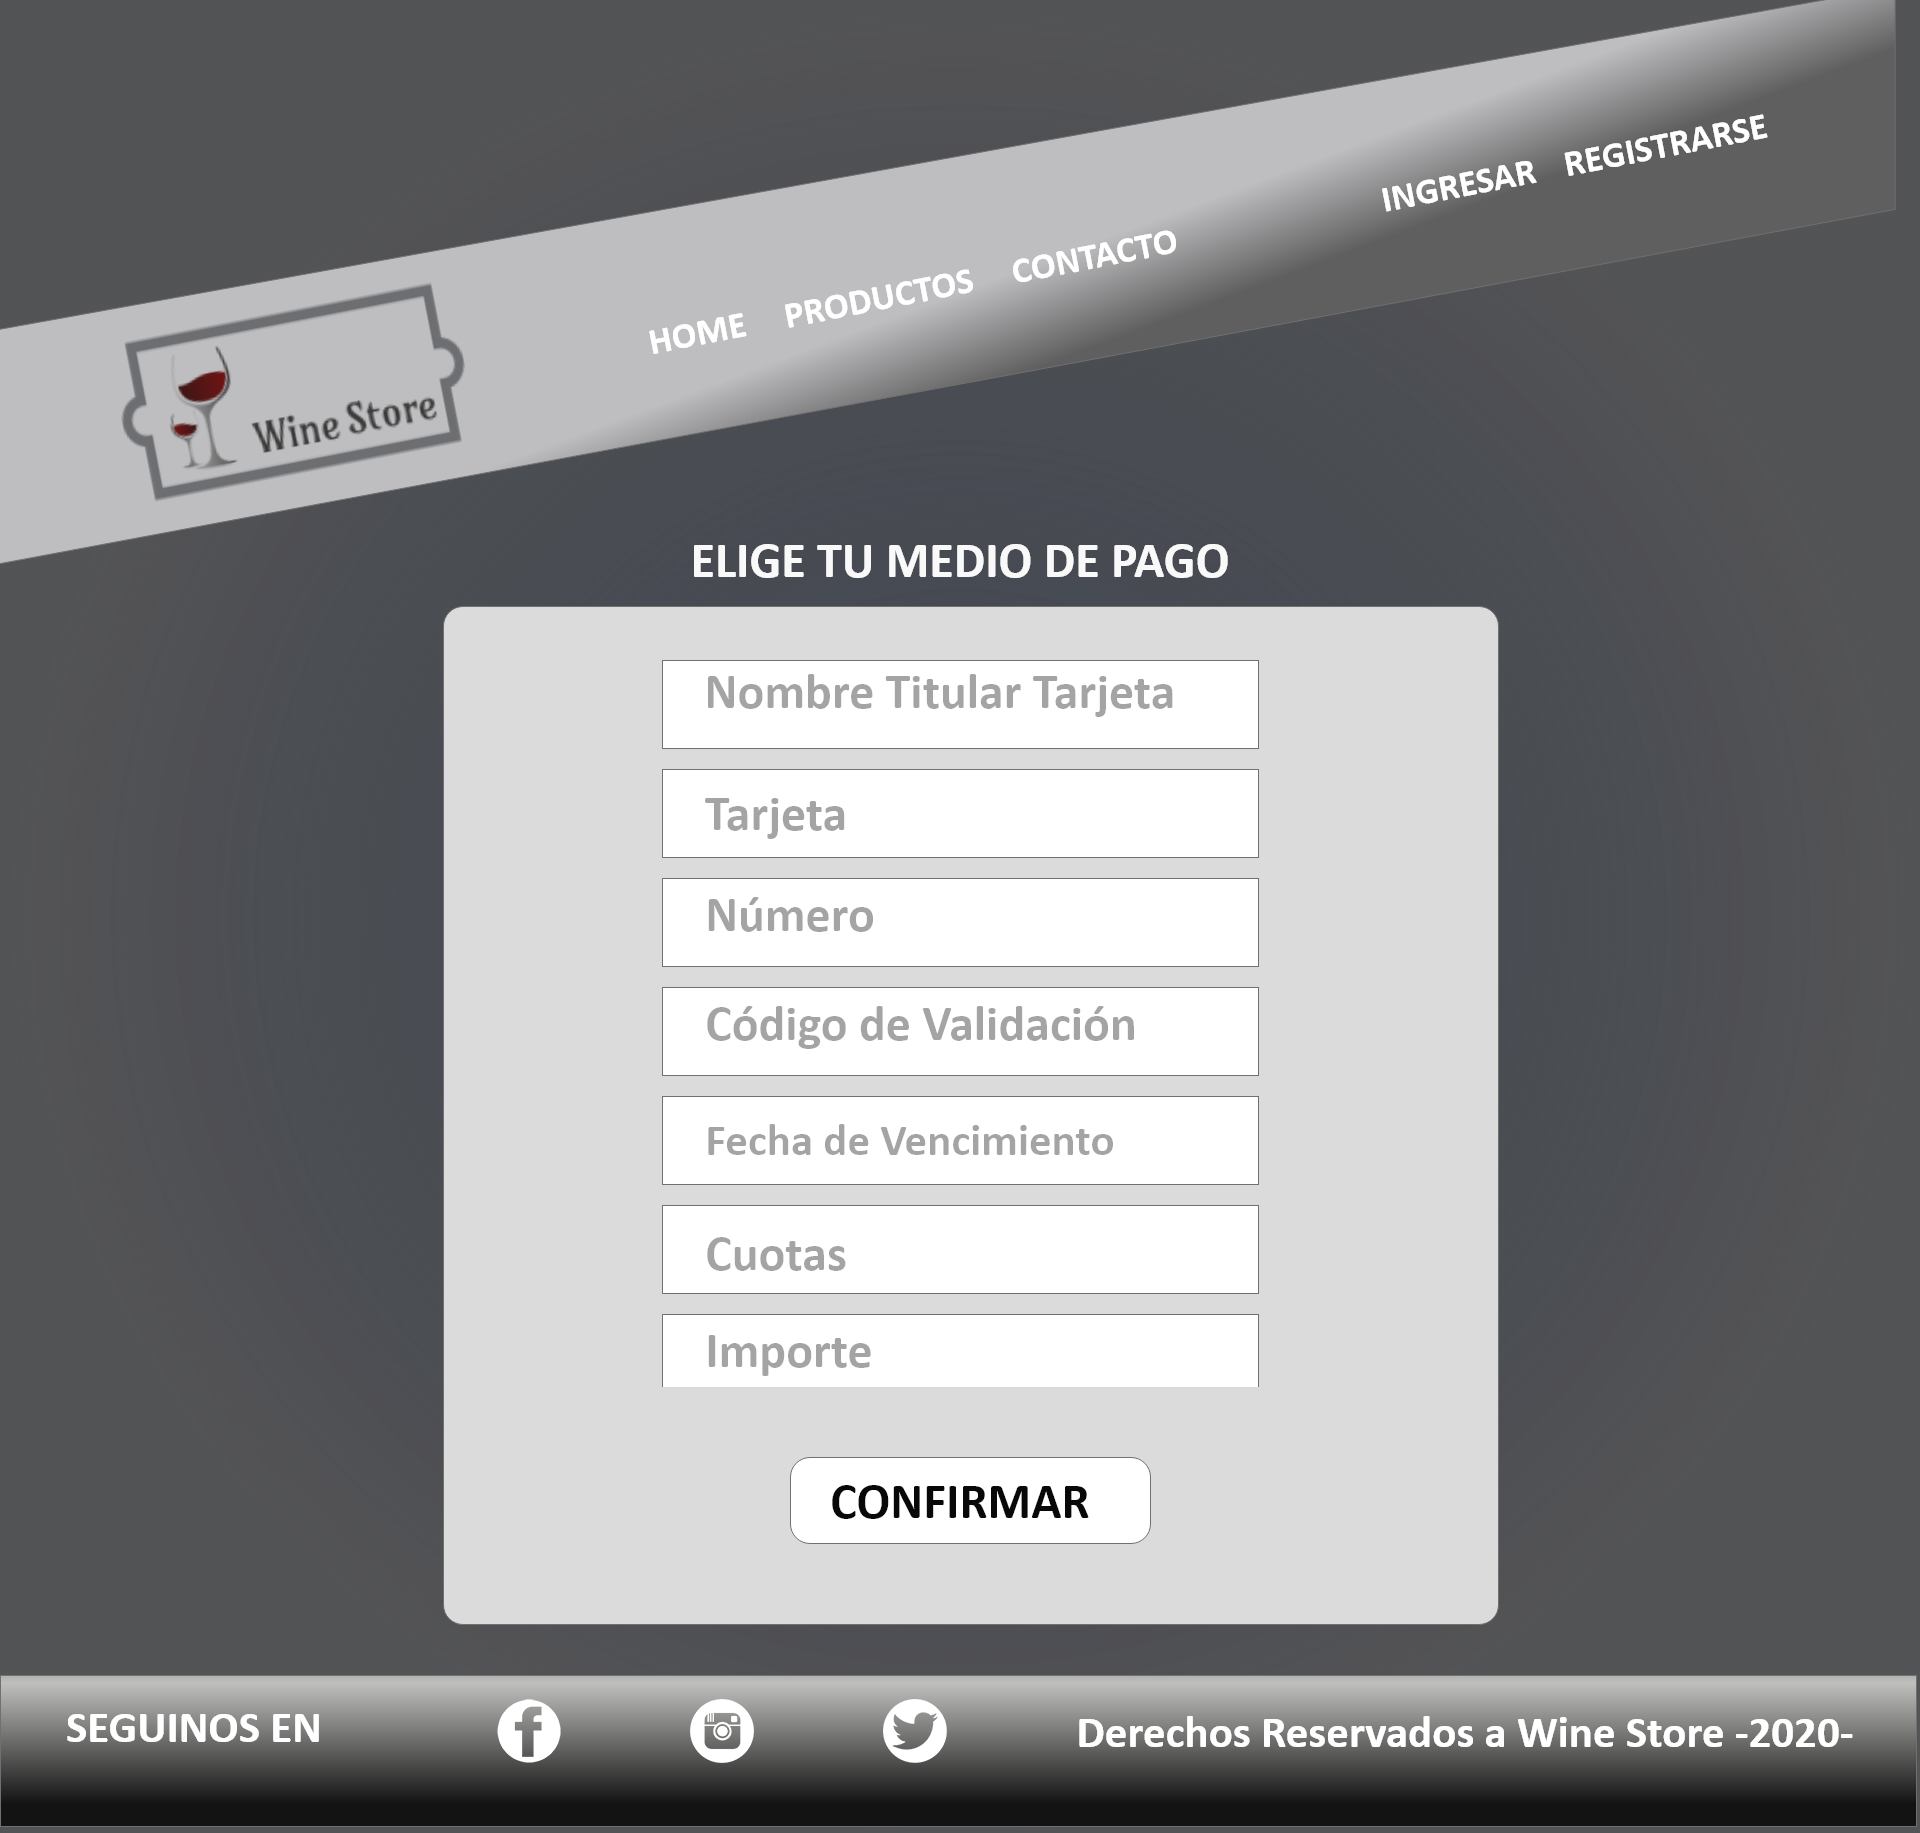 HOME PRODUCTOS CONTACTO
INGRESAR REGISTRARSE
Wine Store
ELIGE TU MEDIO DE PAGO
Nombre Titular Tarjeta
Tarjeta
Número
Código de Validación
Fecha de Vencimiento
Cuotas
Importe
CONFIRMAR
SEGUINOS EN
Derechos Reservados a Wine Store -2020-